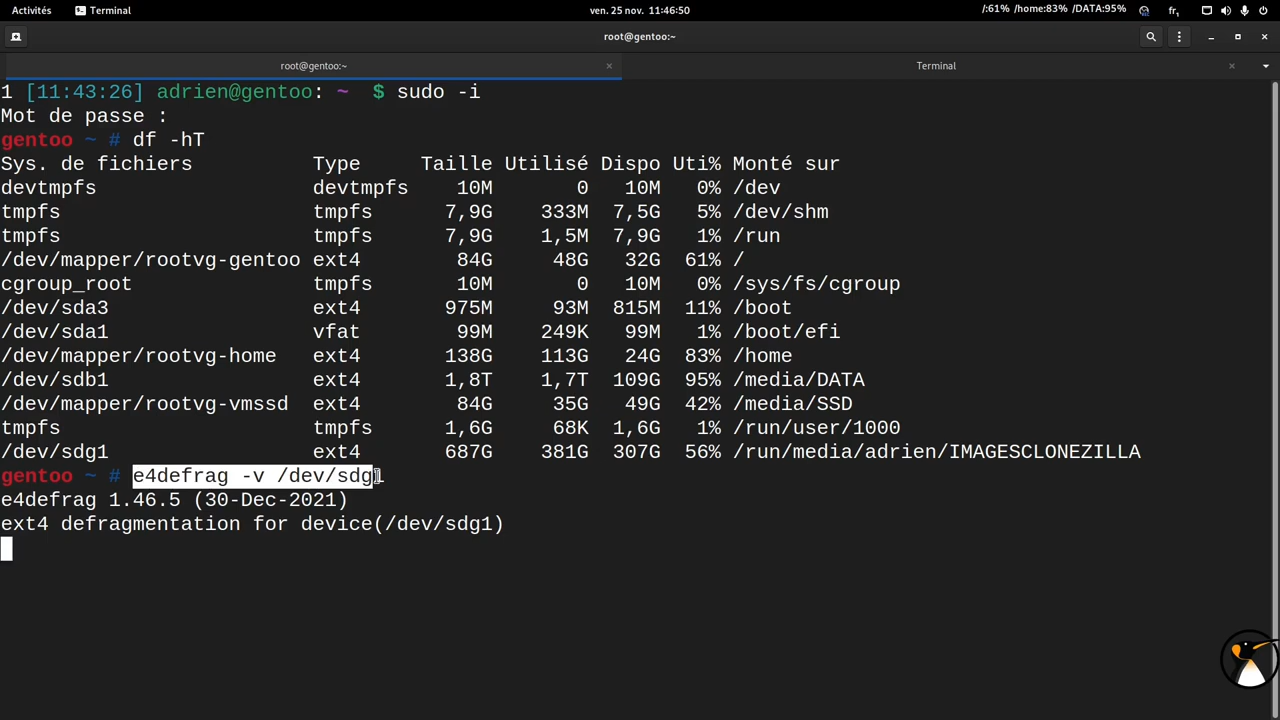 Activités Terminal ven. 25 nov. 11:46:50 /:61% /home:83% /DATA:95% fr₁
root@gentoo:~
root@gentoo:~ × Terminal ×
1 [11:43:26] adrien@gentoo: ~ $ sudo -i
Mot de passe :
gentoo ~ # df -hT
Sys. de fichiers Type Taille Utilisé Dispo Uti% Monté sur
devtmpfs devtmpfs 10M 0 10M 0% /dev
tmpfs tmpfs 7,9G 333M 7,5G 5% /dev/shm
tmpfs tmpfs 7,9G 1,5M 7,9G 1% /run
/dev/mapper/rootvg-gentoo ext4 84G 48G 32G 61% /
cgroup_root tmpfs 10M 0 10M 0% /sys/fs/cgroup
/dev/sda3 ext4 975M 93M 815M 11% /boot
/dev/sda1 vfat 99M 249K 99M 1% /boot/efi
/dev/mapper/rootvg-home ext4 138G 113G 24G 83% /home
/dev/sdb1 ext4 1,8T 1,7T 109G 95% /media/DATA
/dev/mapper/rootvg-vmssd ext4 84G 35G 49G 42% /media/SSD
tmpfs tmpfs 1,6G 68K 1,6G 1% /run/user/1000
/dev/sdg1 ext4 687G 381G 307G 56% /run/media/adrien/IMAGESCLONEZILLA
gentoo ~ # e4defrag -v /dev/sdg1
e4defrag 1.46.5 (30-Dec-2021)
ext4 defragmentation for device(/dev/sdg1)